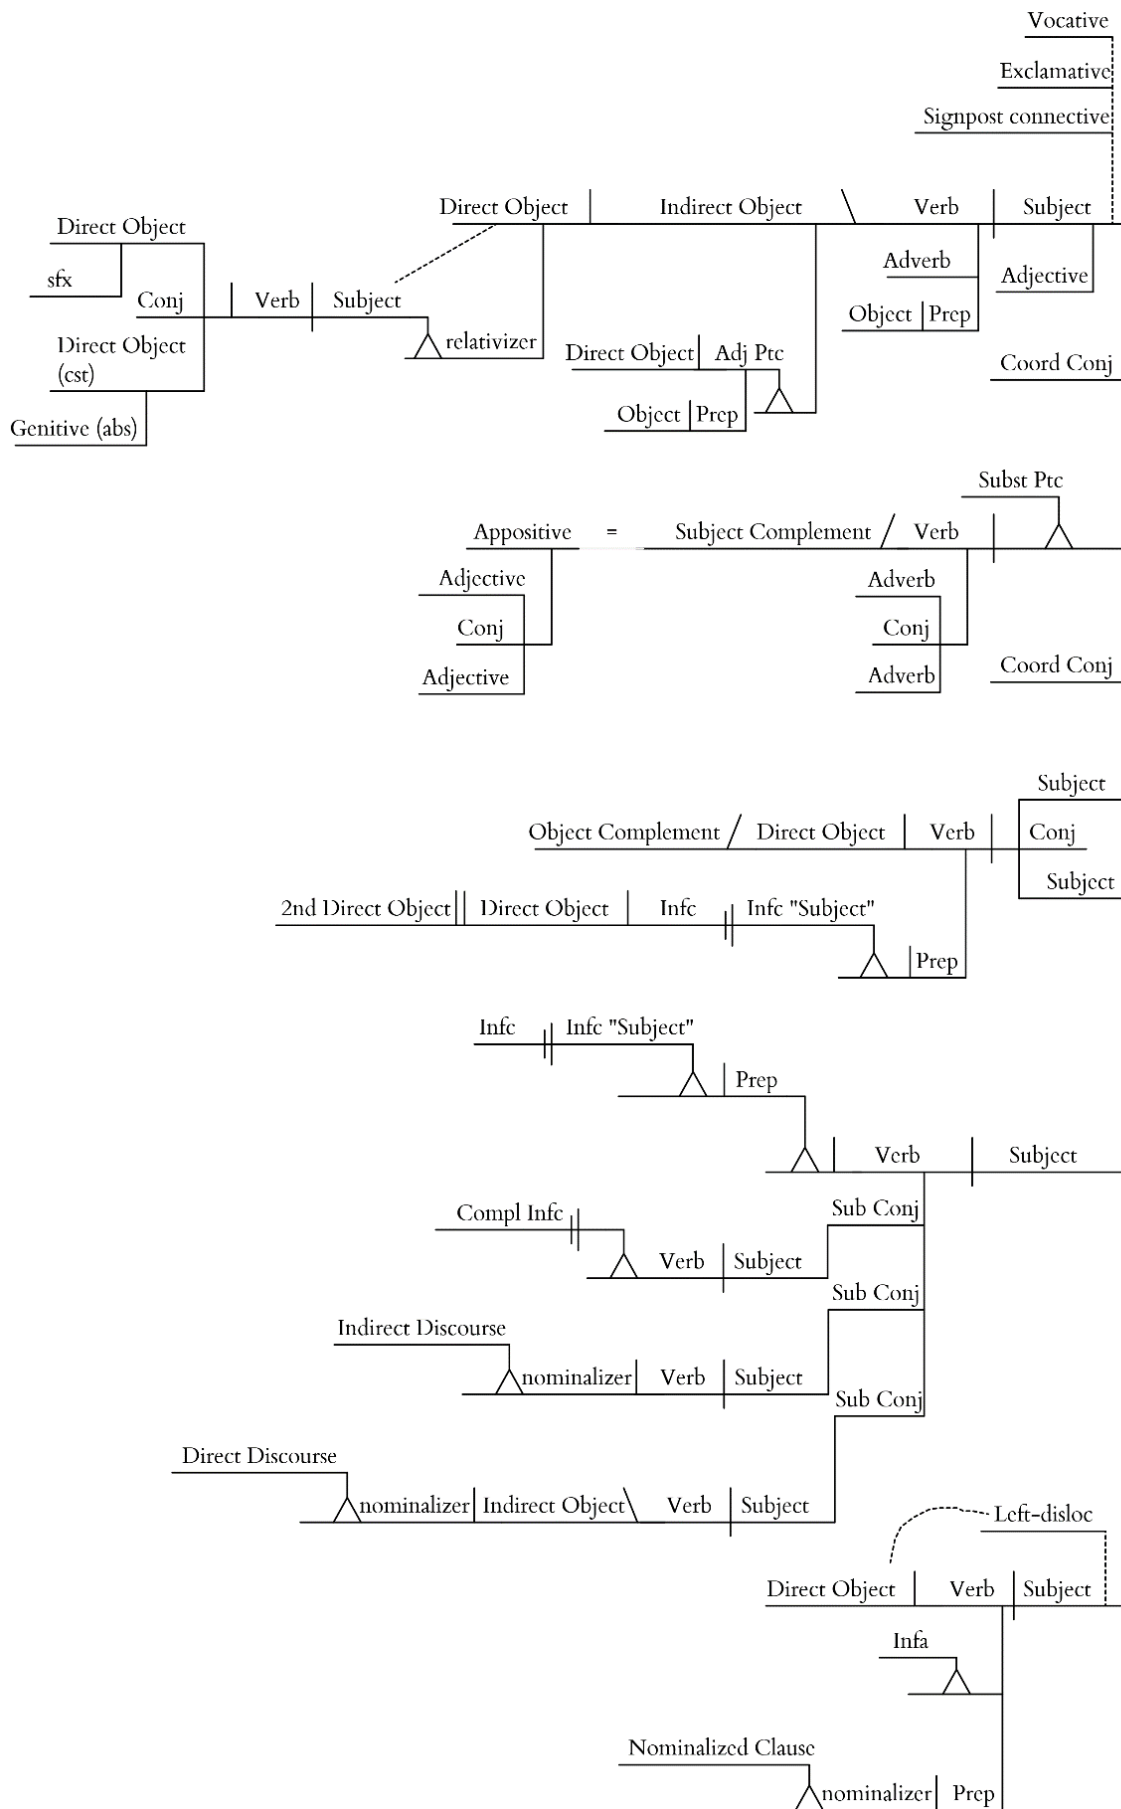 Vocative
Exclamative
Signpost connective
Direct Object Indirect Object Verb Subject
Direct Object
sfx
Conj Verb Subject
Adverb
Adjective
Object Prep
relativizer
Direct Object
(cst)
Direct Object Adj Ptc
Coord Conj
Object Prep
Genitive (abs)
Subst Ptc
Appositive = Subject Complement Verb
Adjective
Adverb
Conj
Conj
Adjective
Adverb
Coord Conj
Subject
Object Complement Direct Object Verb Conj
Subject
2nd Direct Object Direct Object Infc Infc "Subject"
Prep
Infc Infc "Subject"
Prep
Verb Subject
Compl Infc
Sub Conj
Verb Subject
Sub Conj
Indirect Discourse
nominalizer Verb Subject
Sub Conj
Direct Discourse
nominalizer Indirect Object Verb Subject
Left-disloc
Direct Object Verb Subject
Infa
Nominalized Clause
nominalizer Prep